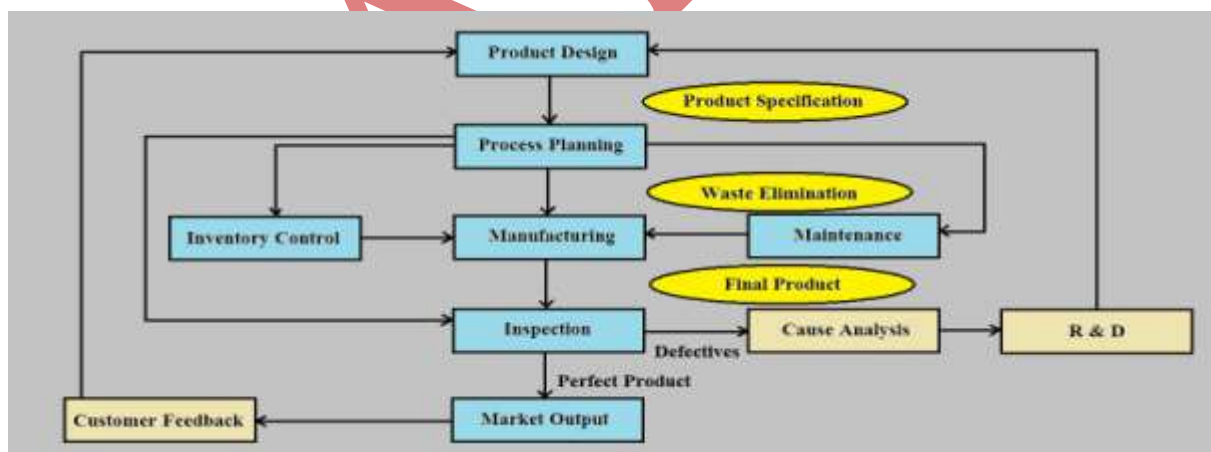 Product Design
Product Specification
Process Planning
Waste Elimination
Inventory Control
Manufacturing
Maintenance
Final Product
Inspection
Cause Analysis
R & D
Defectives
Perfect Product
Customer Feedback
Market Output